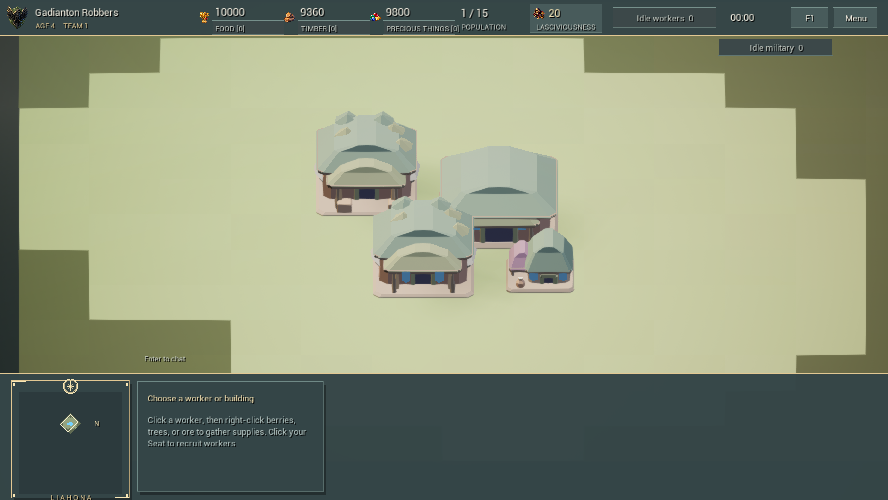 Gadianton Robbers
AGE 4 TEAM 1
10000
FOOD [0]
9360
TIMBER [0]
9800
PRECIOUS THINGS [0]
1 / 15
POPULATION
20
LASCIVIOUSNESS
Idle workers 0
00:00
F1
Menu
Idle military 0
Enter to chat
N
LIAHONA
Choose a worker or building
Click a worker, then right-click berries,
trees, or ore to gather supplies. Click your
Seat to recruit workers.